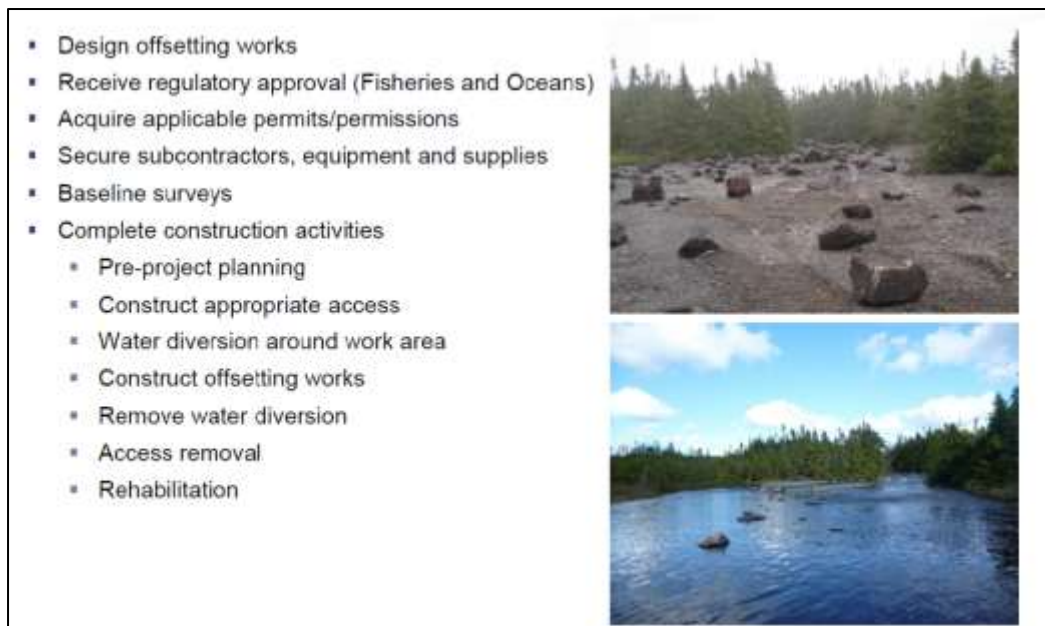 Design offsetting works
Receive regulatory approval (Fisheries and Oceans)
Acquire applicable permits/permissions
Secure subcontractors, equipment and supplies
Baseline surveys
Complete construction activities
Pre-project planning
Construct appropriate access
Water diversion around work area
Construct offsetting works
Remove water diversion
Access removal
Rehabilitation